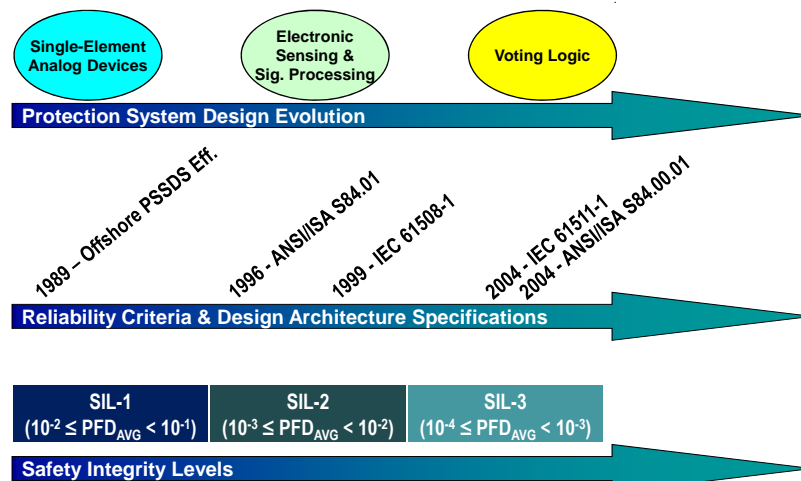 Single-Element
Analog Devices
Electronic
Sensing &
Sig. Processing
Voting Logic
Protection System Design Evolution
1989 – Offshore PSSDS Eff.
1996 - ANSI/ISA S84.01
1999 - IEC 61508-1
2004 - IEC 61511-1
2004 - ANSI/ISA S84.00.01
Reliability Criteria & Design Architecture Specifications
SIL-1
(10⁻² ≤ PFD_AVG < 10⁻¹)
SIL-2
(10⁻³ ≤ PFD_AVG < 10⁻²)
SIL-3
(10⁻⁴ ≤ PFD_AVG < 10⁻³)
Safety Integrity Levels